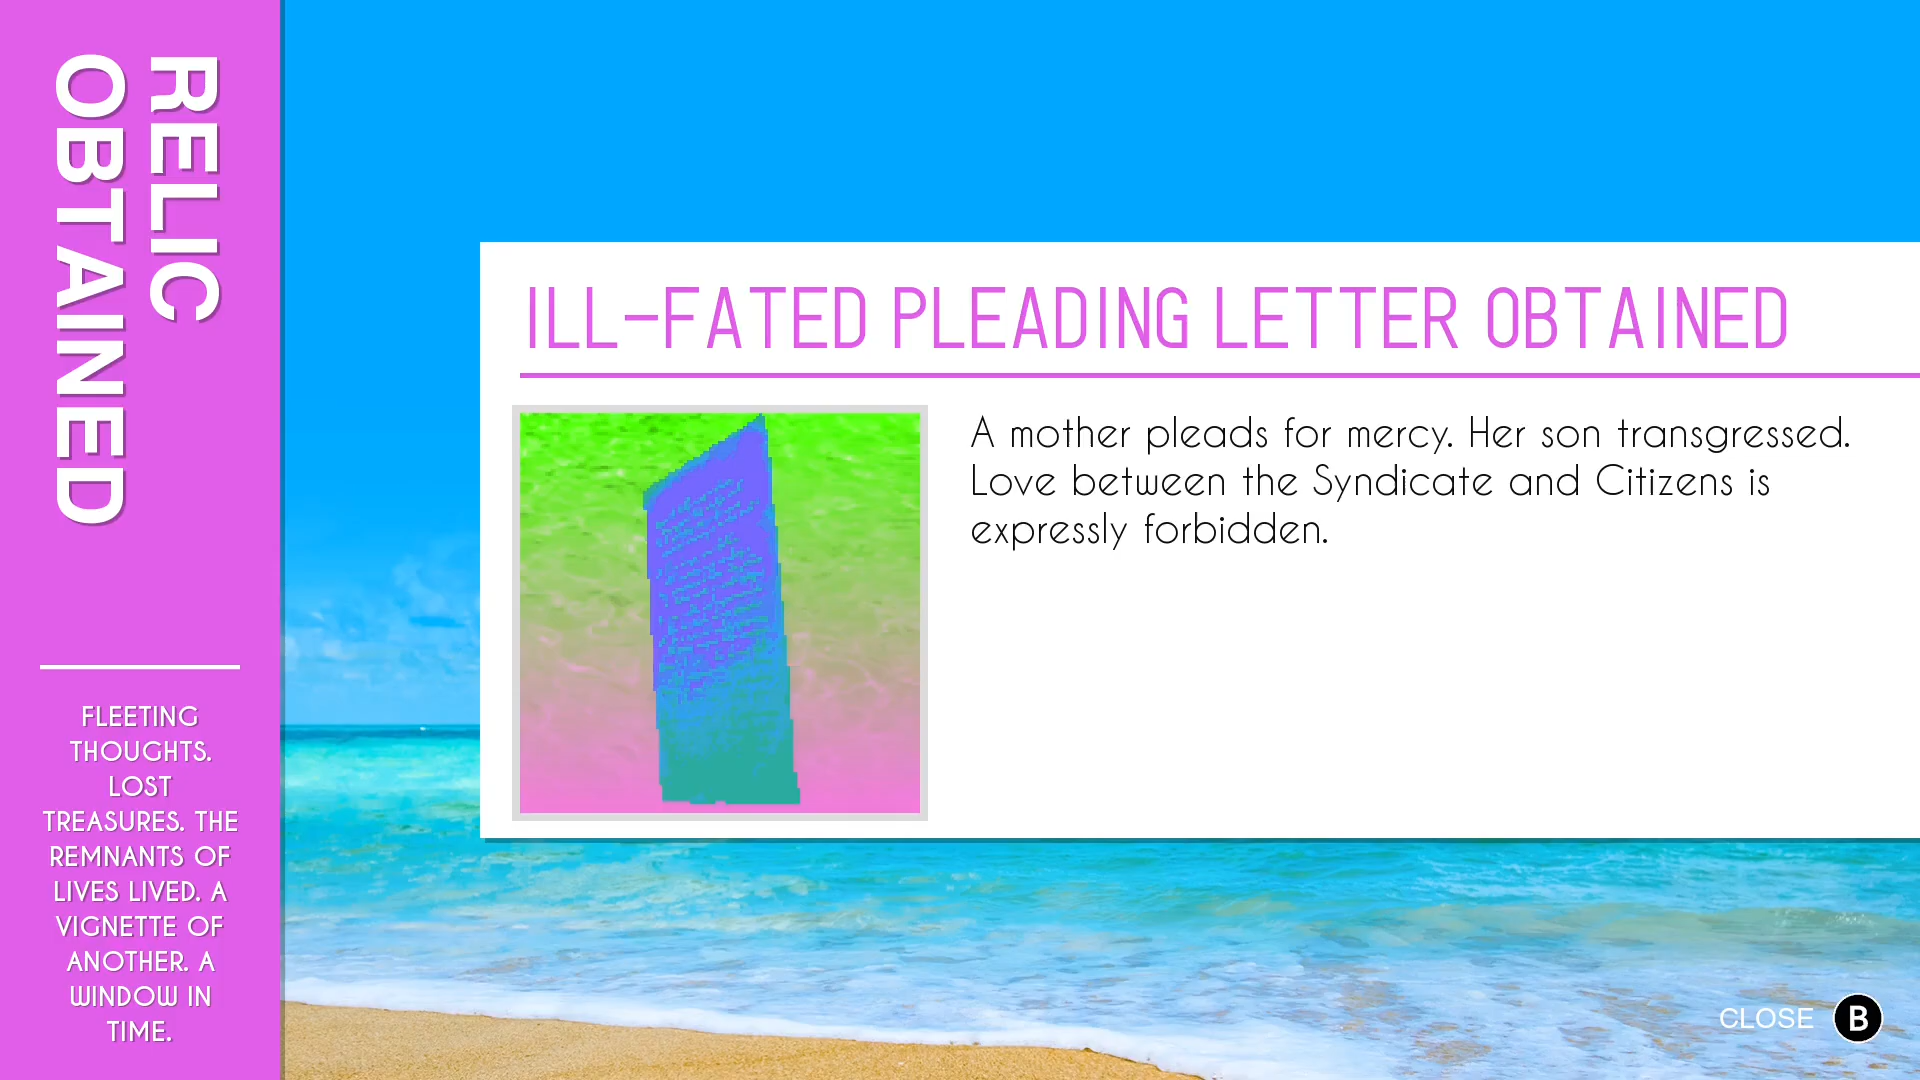 RELIC
OBTAINED
FLEETING
THOUGHTS.
LOST
TREASURES. THE
REMNANTS OF
LIVES LIVED. A
VIGNETTE OF
ANOTHER. A
WINDOW IN
TIME.
ILL-FATED PLEADING LETTER OBTAINED
A mother pleads for mercy. Her son transgressed.
Love between the Syndicate and Citizens is
expressly forbidden.
CLOSE B